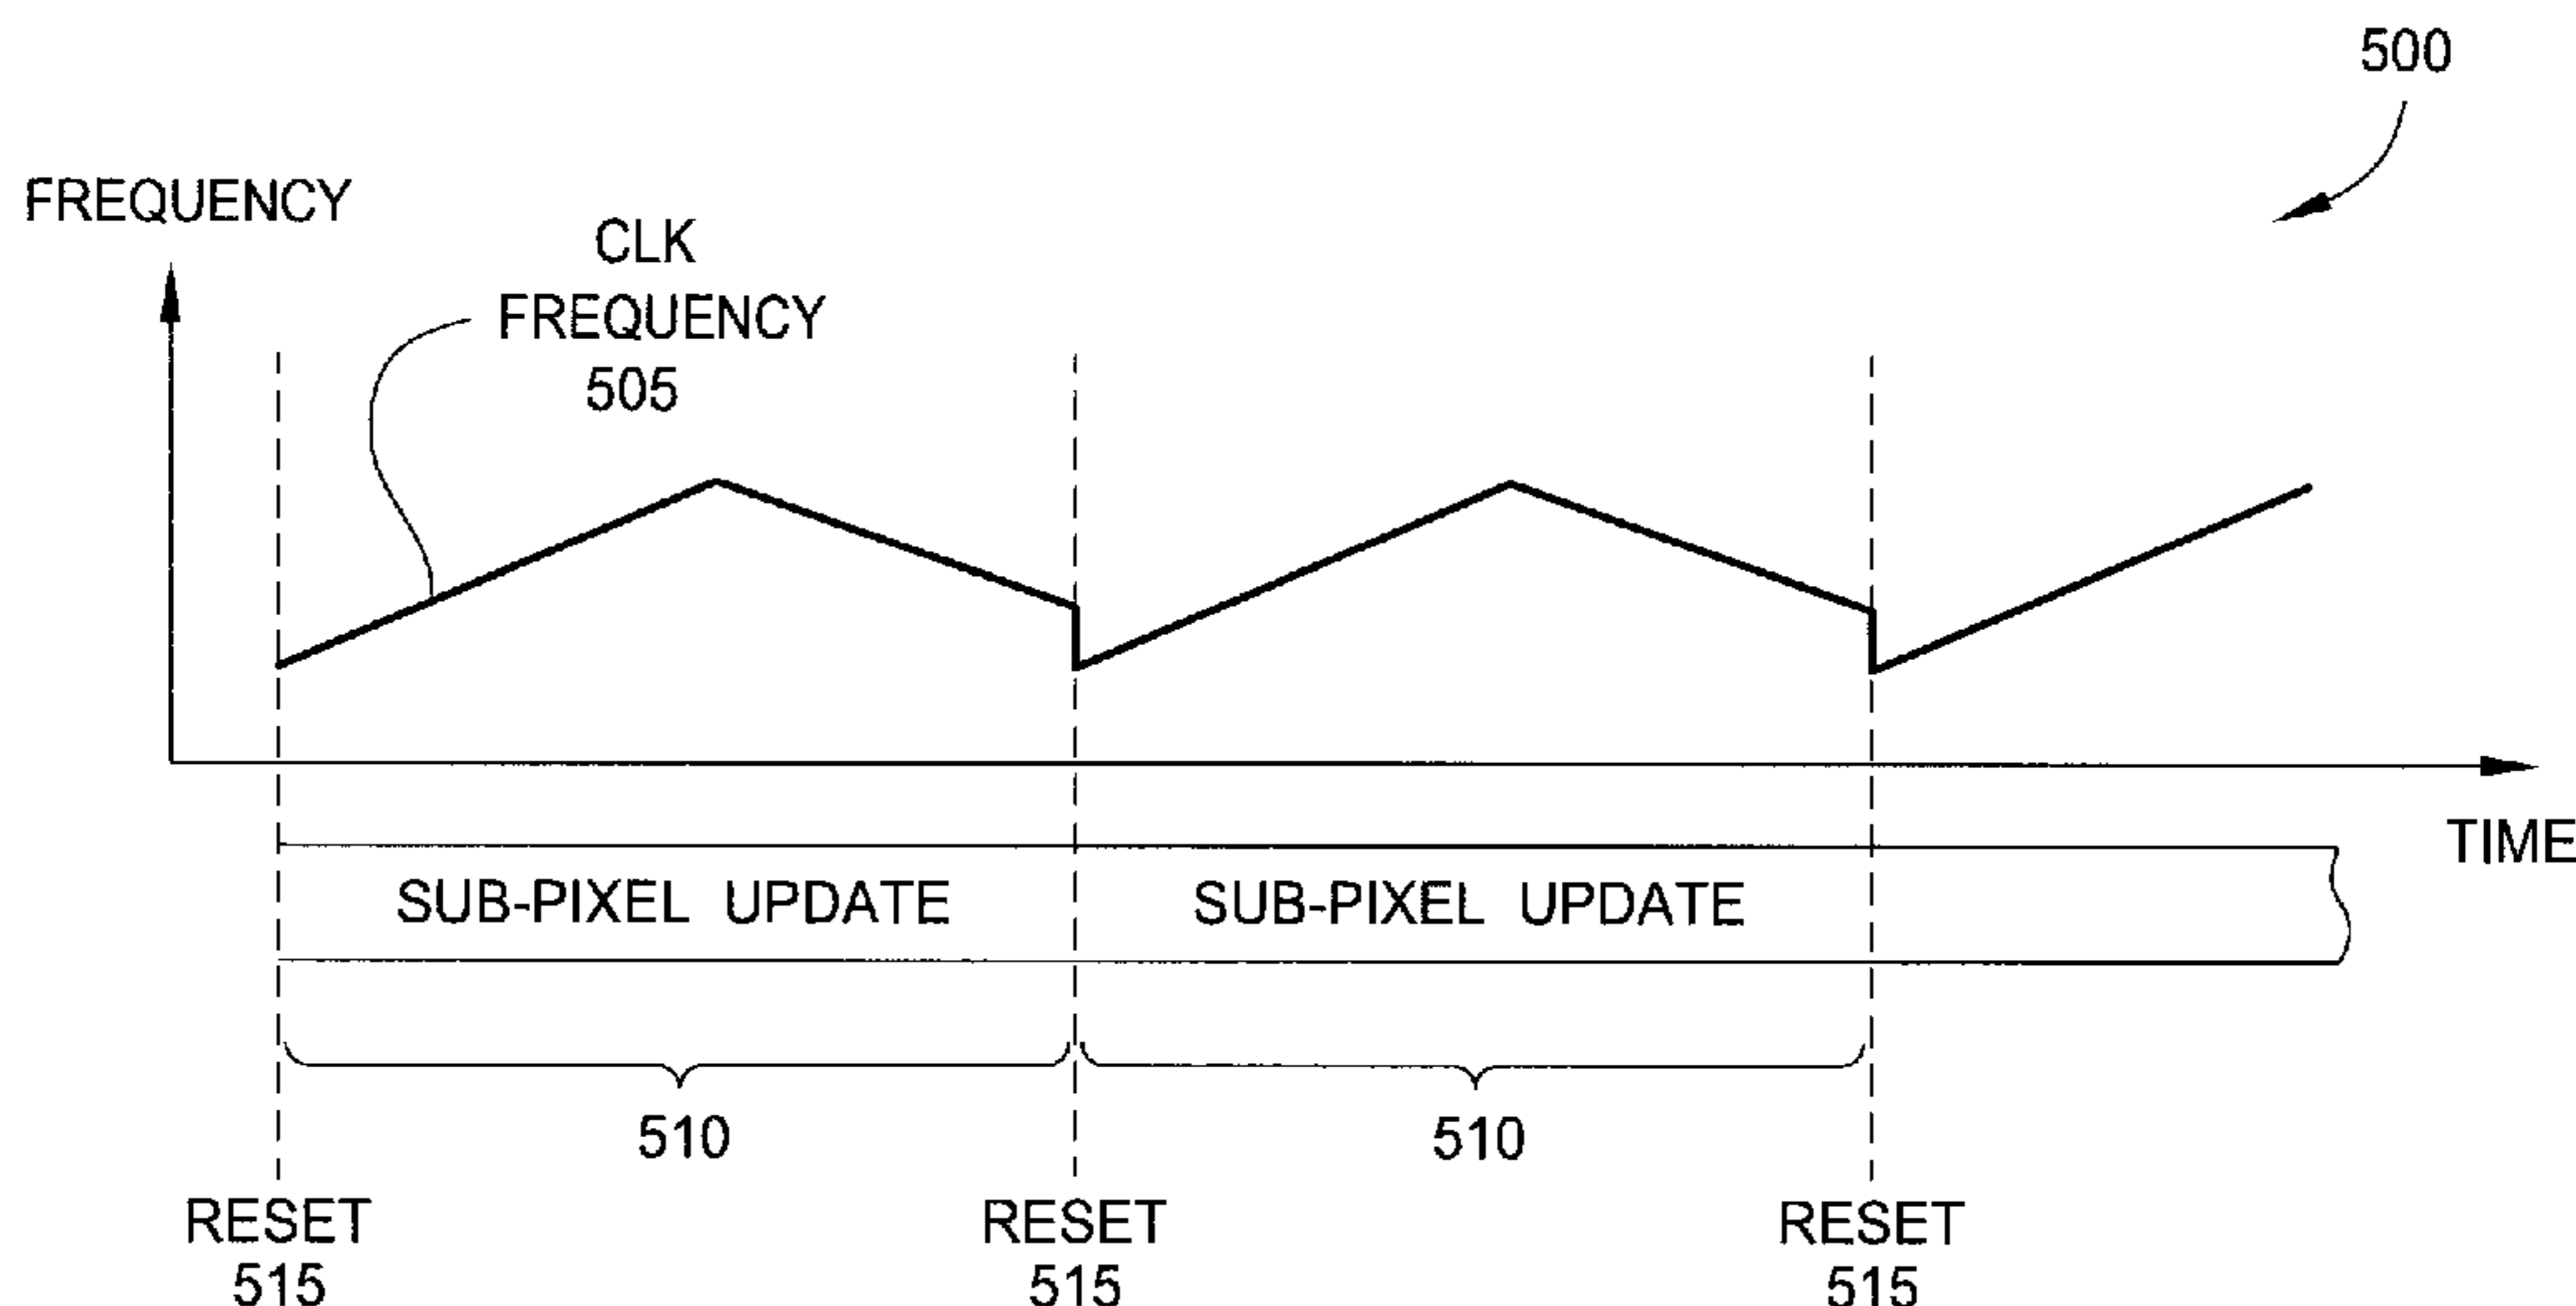 500
FREQUENCY
CLK
FREQUENCY
505
TIME
SUB-PIXEL UPDATE
SUB-PIXEL UPDATE
510
510
RESET
515
RESET
515
RESET
515